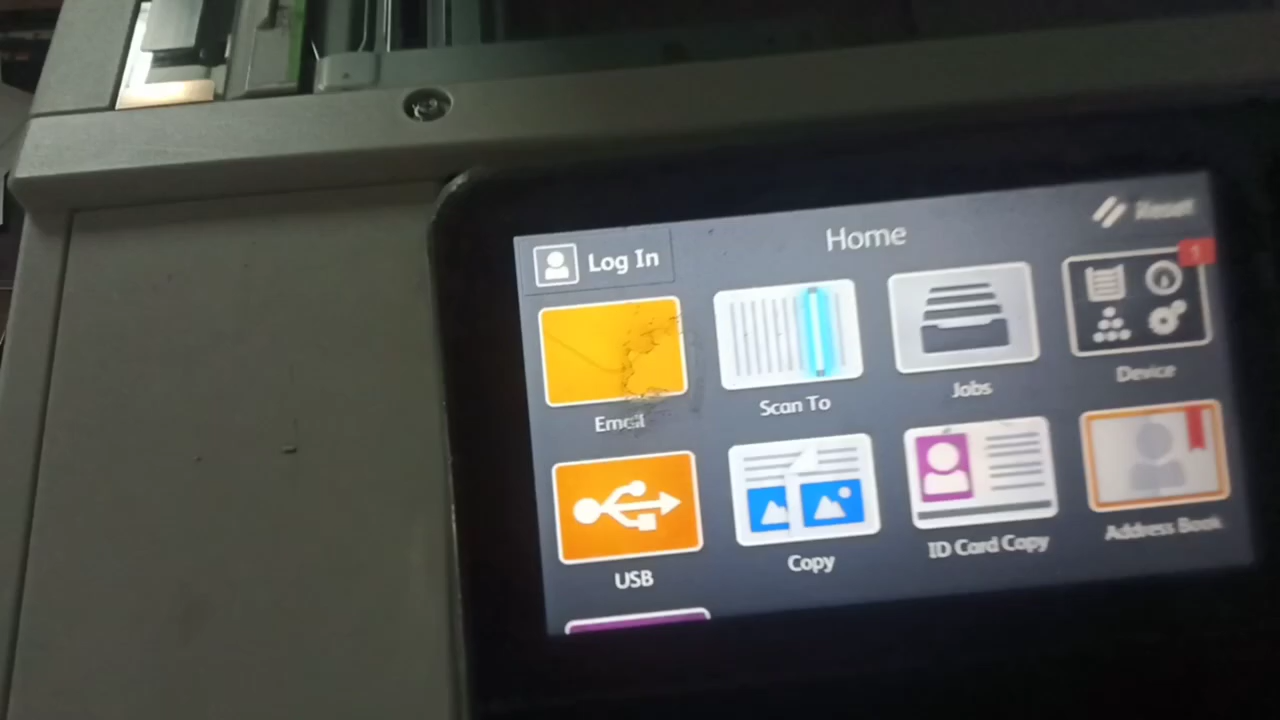 Log In
Home
Reset
1
Email
Scan To
Jobs
Device
USB
Copy
ID Card Copy
Address Book